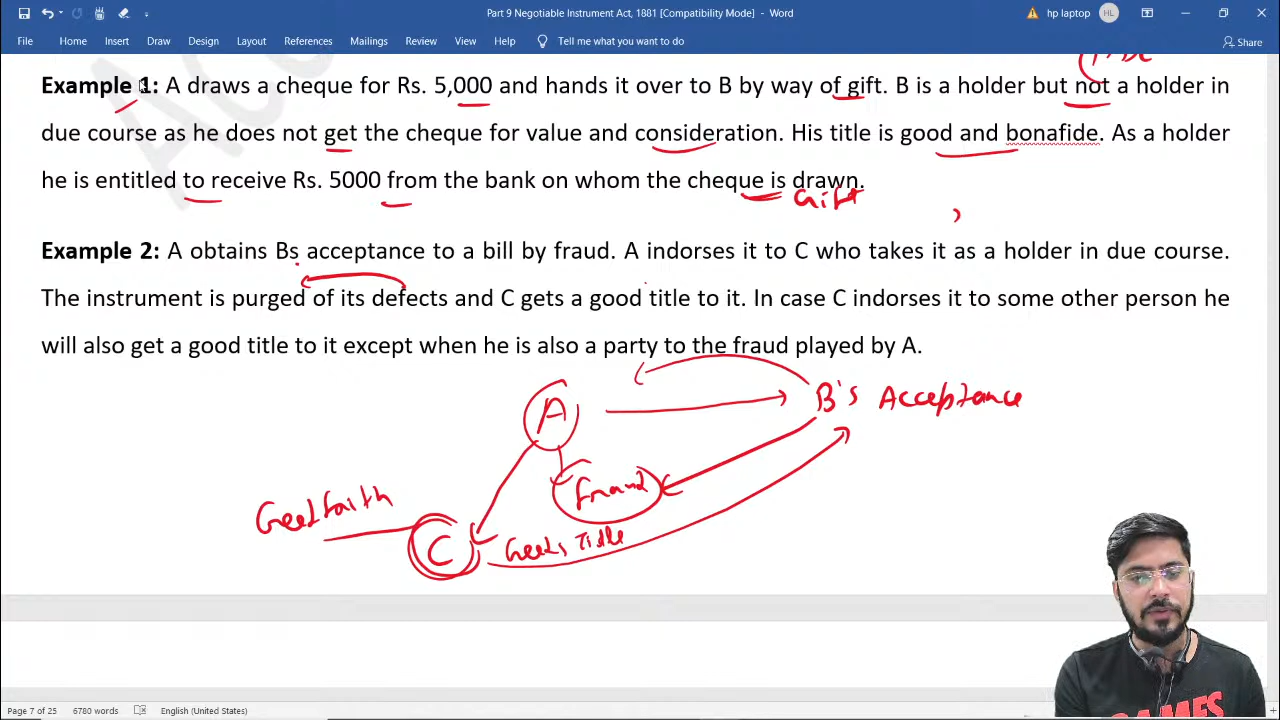 Part 9 Negotiable Instrument Act, 1881 [Compatibility Mode] - Word
hp laptop HL
File Home Insert Draw Design Layout References Mailings Review View Help Tell me what you want to do Share
Example 1: A draws a cheque for Rs. 5,000 and hands it over to B by way of gift. B is a holder but not a holder in
due course as he does not get the cheque for value and consideration. His title is good and bonafide. As a holder
he is entitled to receive Rs. 5000 from the bank on whom the cheque is drawn.
Gift
Example 2: A obtains Bs acceptance to a bill by fraud. A indorses it to C who takes it as a holder in due course.
The instrument is purged of its defects and C gets a good title to it. In case C indorses it to some other person he
will also get a good title to it except when he is also a party to the fraud played by A.
A B's Acceptance
Fraud
C Title
GAMES
Page 7 of 25 6780 words English (United States)